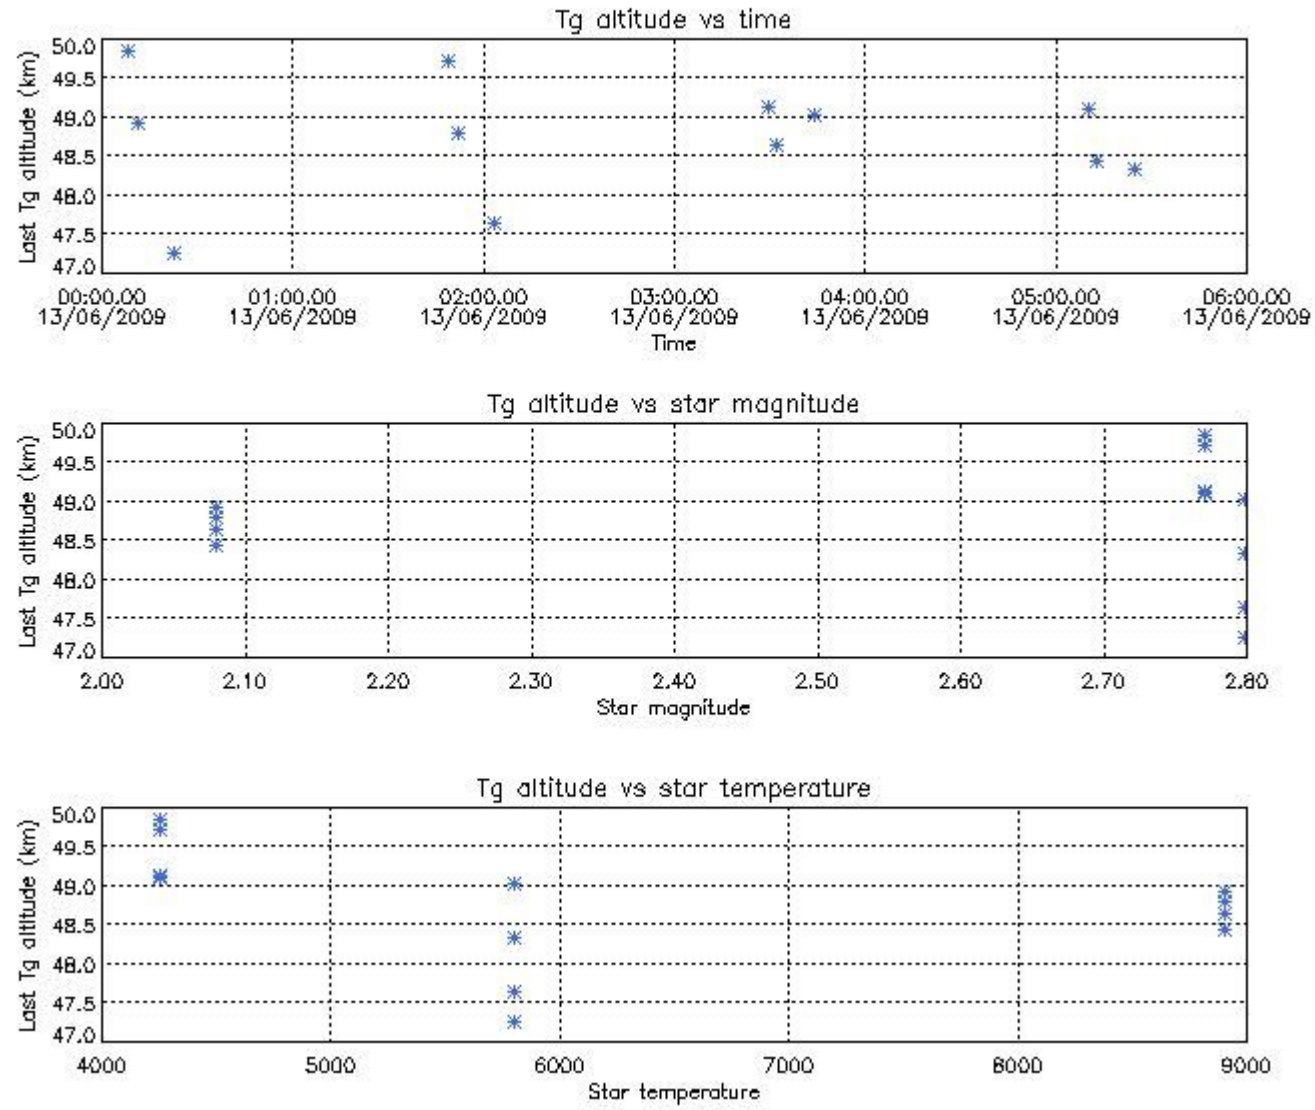 Tg altitude vs time
Last Tg altitude (km)
50.0
49.5
49.0
48.5
48.0
47.5
47.0
00:00.00 01:00.00 02:00.00 03:00.00 04:00.00 05:00.00 06:00.00
13/06/2009 13/06/2009 13/06/2009 13/06/2009 13/06/2009 13/06/2009 13/06/2009
Time
Tg altitude vs star magnitude
Last Tg altitude (km)
50.0
49.5
49.0
48.5
48.0
47.5
47.0
2.00 2.10 2.20 2.30 2.40 2.50 2.60 2.70 2.80
Star magnitude
Tg altitude vs star temperature
Last Tg altitude (km)
50.0
49.5
49.0
48.5
48.0
47.5
47.0
4000 5000 6000 7000 8000 9000
Star temperature